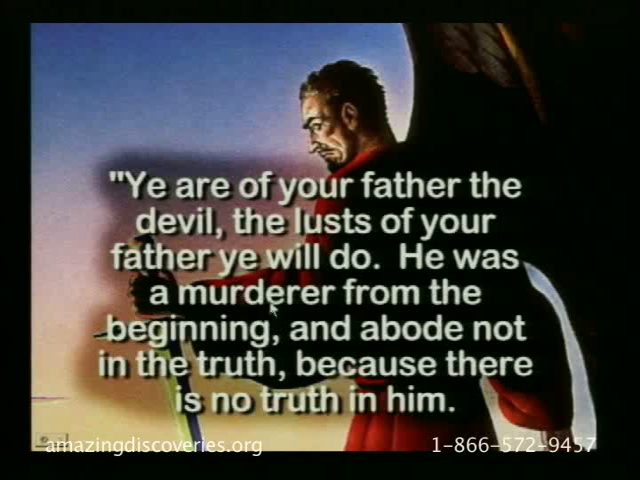 "Ye are of your father the
devil, the lusts of your
father ye will do.  He was
a murderer from the
beginning, and abode not
in the truth, because there
is no truth in him.
amazingdiscoveries.org 1-866-572-9457